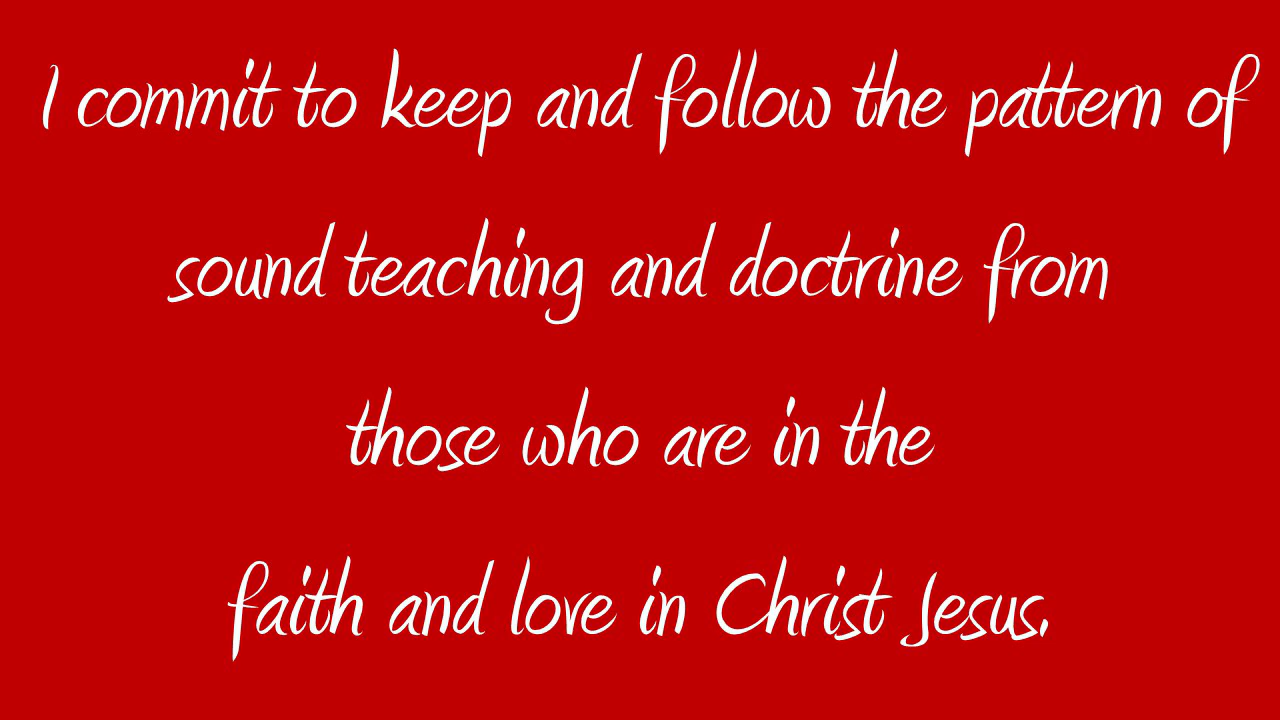 I commit to keep and follow the pattern of
sound teaching and doctrine from
those who are in the
faith and love in Christ Jesus.